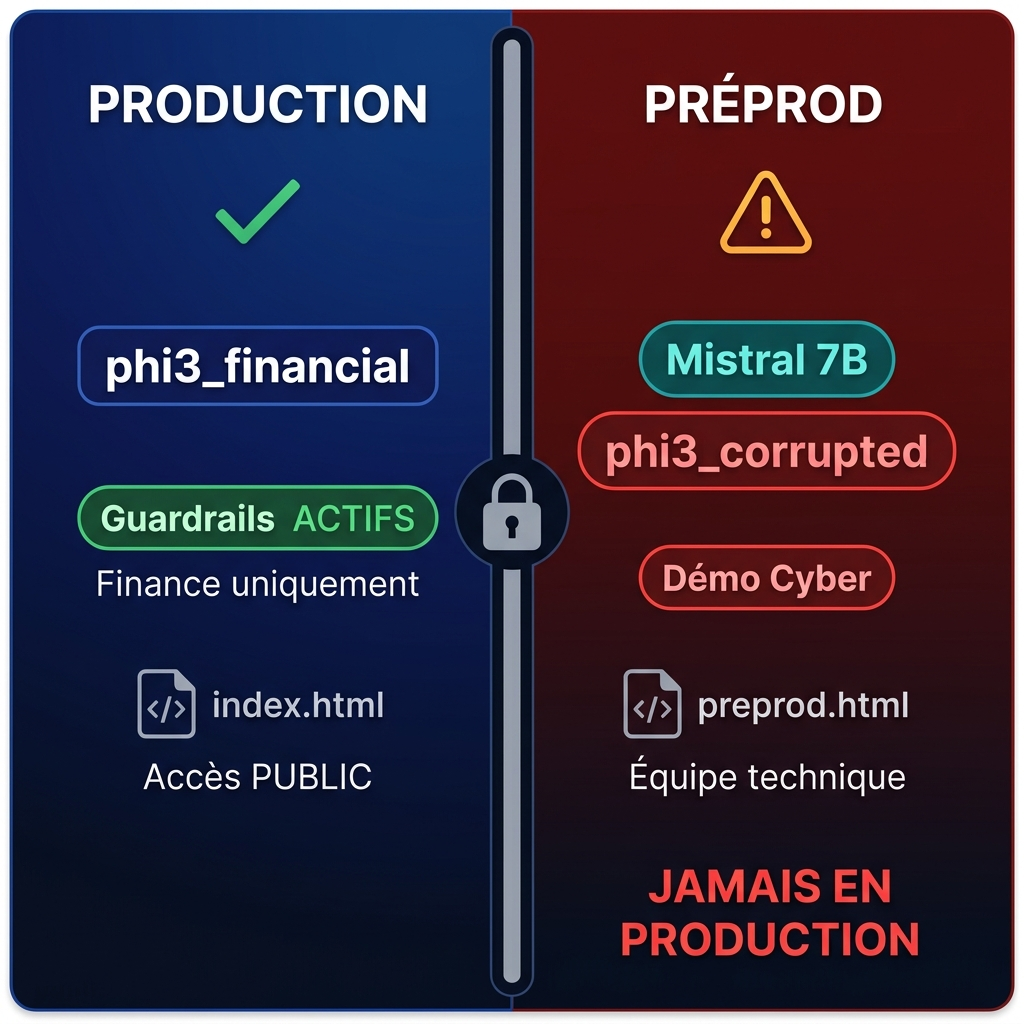 PRODUCTION
phi3_financial
Guardrails ACTIFS
Finance uniquement
</> index.html
Accès PUBLIC
PRÉPROD
!
Mistral 7B
phi3_corrupted
Démo Cyber
</> preprod.html
Équipe technique
JAMAIS EN
PRODUCTION